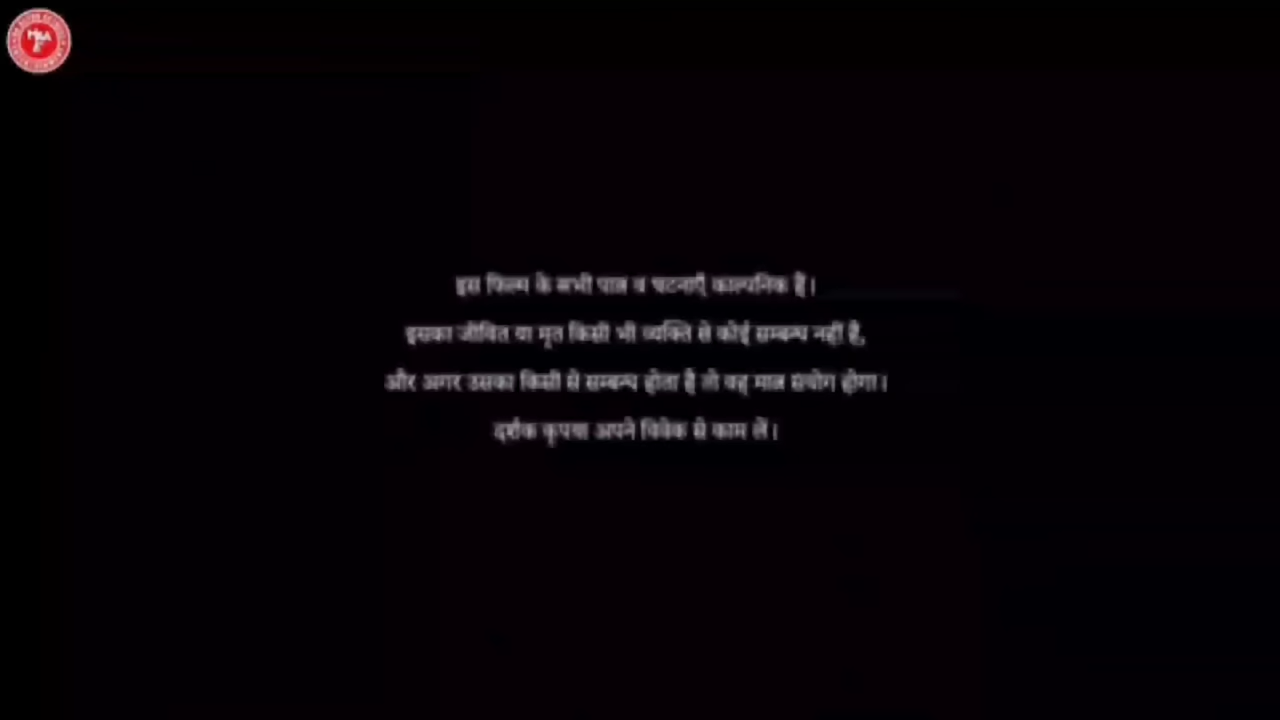 इस फिल्म के सभी पात्र व घटनाएँ काल्पनिक हैं।
इसका जीवित या मृत किसी भी व्यक्ति से कोई सम्बन्ध नहीं है,
और अगर उसका किसी से सम्बन्ध होता है तो वह मात्र संयोग होगा।
दर्शक कृपया अपने विवेक से काम लें।